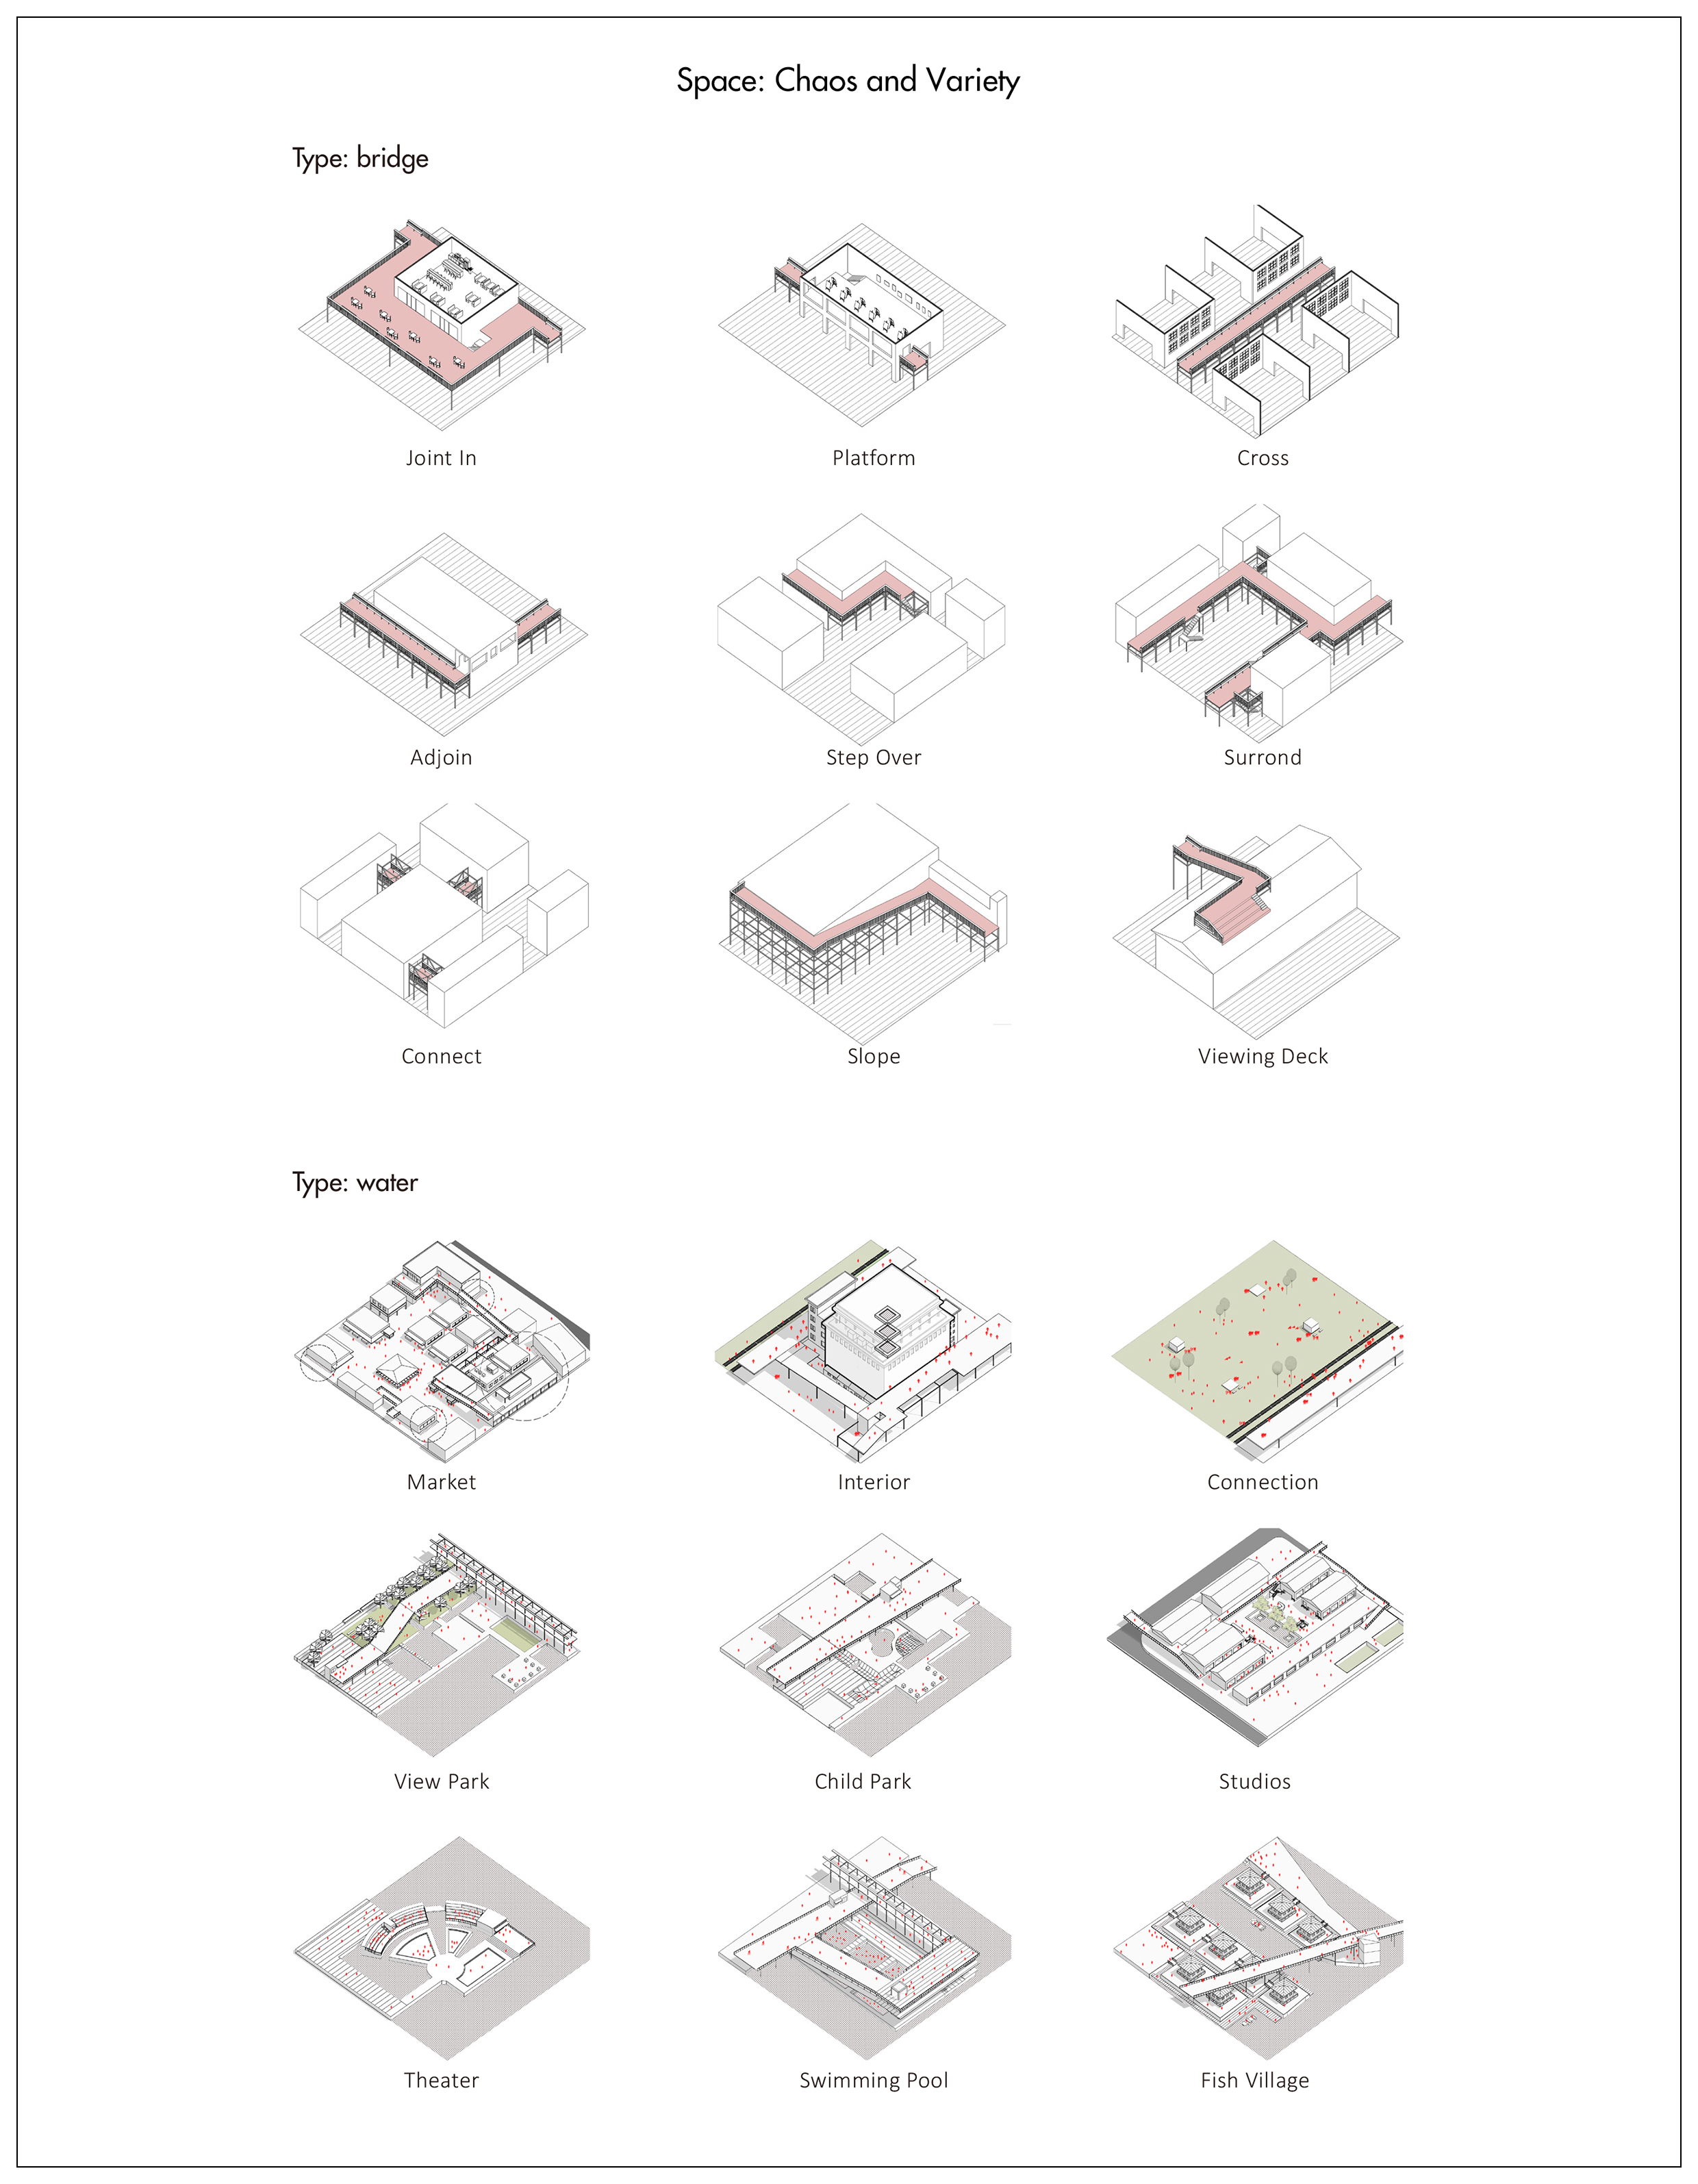 Space: Chaos and Variety
Type: bridge
Joint In
Platform
Cross
Adjoin
Step Over
Surrond
Connect
Slope
Viewing Deck
Type: water
Market
Interior
Connection
View Park
Child Park
Studios
Theater
Swimming Pool
Fish Village